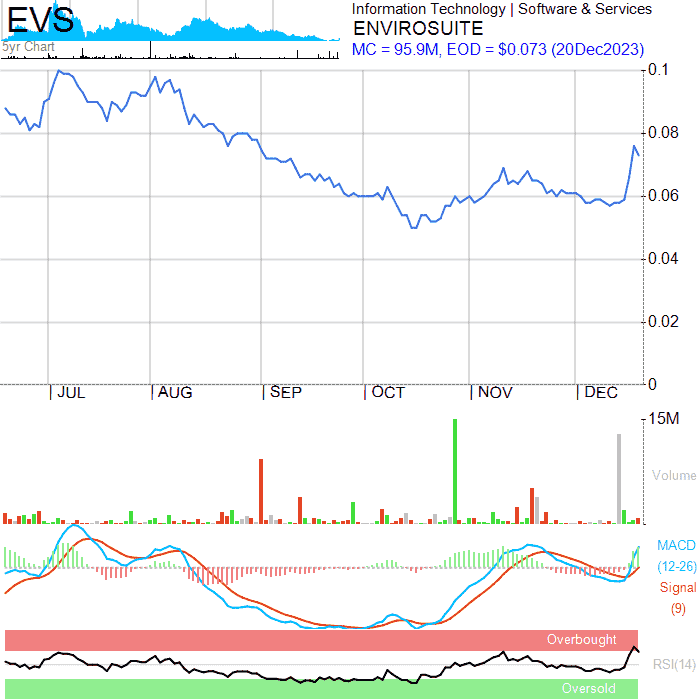 EVS
5yr Chart
Information Technology | Software & Services
ENVIROSUITE
MC = 95.9M, EOD = $0.073 (20Dec2023)
0.1
0.08
0.06
0.04
0.02
0
JUL
AUG
SEP
OCT
NOV
DEC
15M
Volume
MACD
(12-26)
Signal
(9)
Overbought
RSI(14)
Oversold